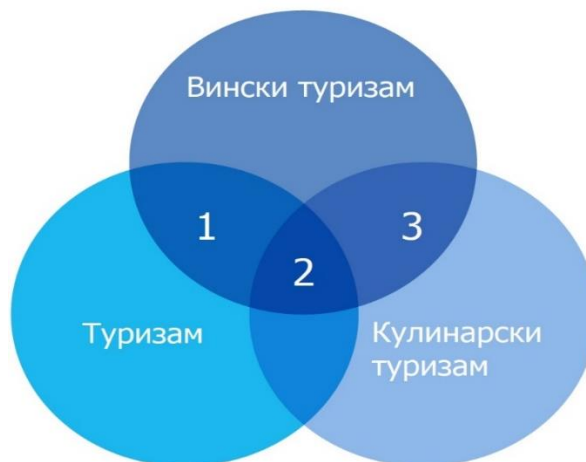 Вински туризам
1
3
2
Туризам
Кулинарски
туризам